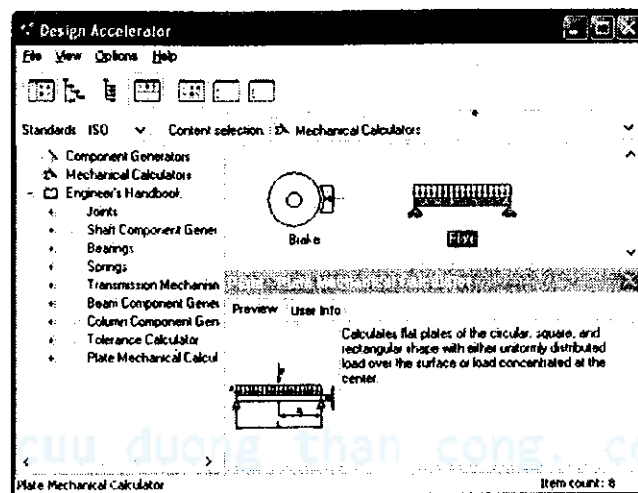 Design Accelerator
File View Options Help
Standards ISO Content selection: Mechanical Calculators
Component Generators
Mechanical Calculators
Engineer's Handbook
Joints
Shaft Component Gener
Bearings
Springs
Transmission Mechanism
Beam Component Gener
Column Component Gen
Tolerance Calculator
Plate Mechanical Calcul
Brake
Plate Mechanical Calculator
Preview User Info
Calculates flat plates of the circular, square, and
rectangular shape with either uniformly distributed
load over the surface or load concentrated at the
center.
cuu duong than cong. co
Plate Mechanical Calculator Item count: 8